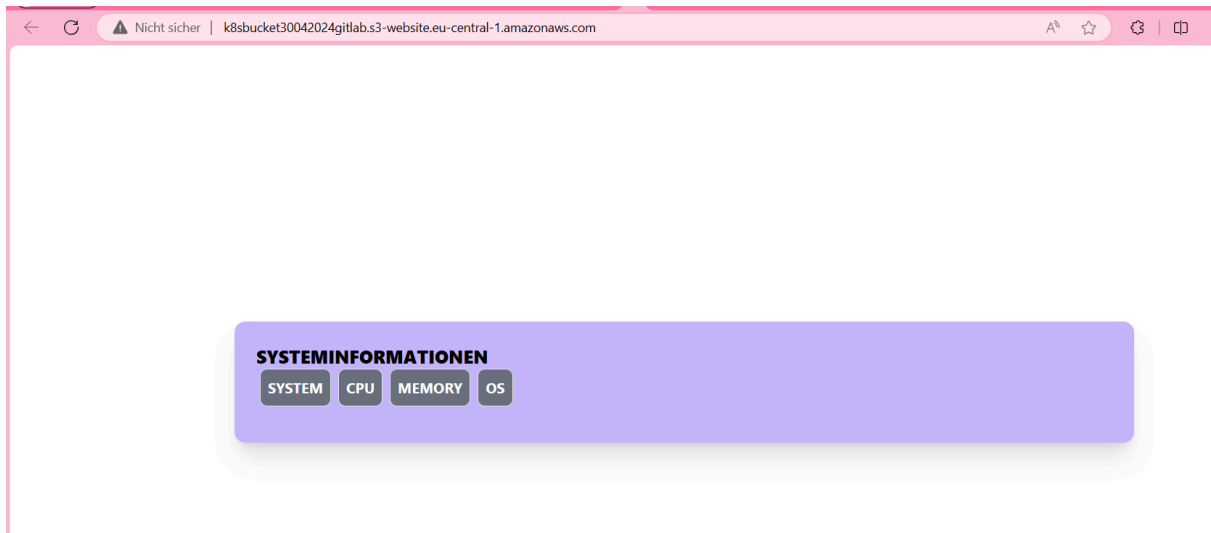 Nicht sicher | k8sbucket30042024gitlab.s3-website.eu-central-1.amazonaws.com
SYSTEMINFORMATIONEN
SYSTEM CPU MEMORY OS